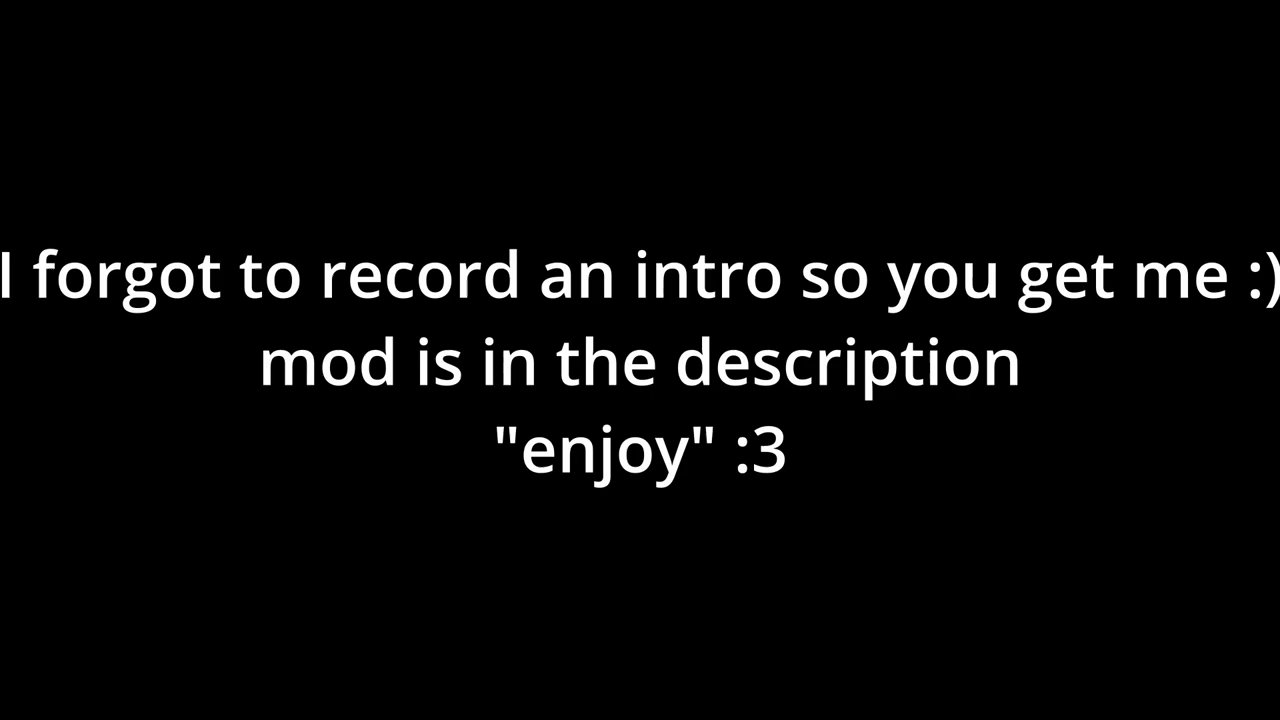 I forgot to record an intro so you get me :)
mod is in the description
"enjoy" :3